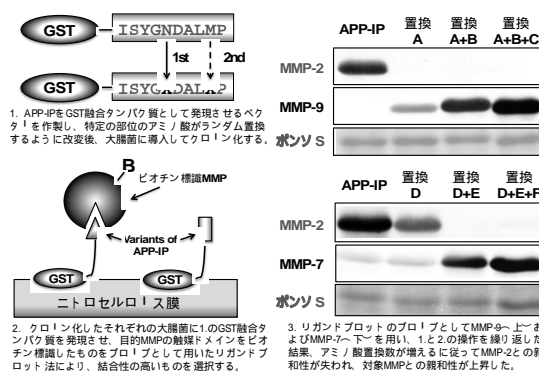 GST
ISYGNDALMP
1st
2nd
GST
ISYGXDALXP
1. APP-IPをGST融合タンパク質として発現させるベク
ターを作製し、特定の部位のアミノ酸がランダム置換
するように改変後、大腸菌に導入してクローン化する。
B
ビオチン標識MMP
Variants of
APP-IP
GST
GST
ニトロセルロース膜
2. クローン化したそれぞれの大腸菌に1.のGST融合タ
ンパク質を発現させ、目的MMPの触媒ドメインをビオ
チン標識したものをプローブとして用いたリガンドブ
ロット法により、結合性の高いものを選択する。
APP-IP
置換
A
置換
A+B
置換
A+B+C
MMP-2
MMP-9
ポンソ S
APP-IP
置換
D
置換
D+E
置換
D+E+F
MMP-2
MMP-7
ポンソ S
3. リガンドブロットのプローブとしてMMP-9〈上〉お
よびMMP-7〈下〉を用い、1.と2.の操作を繰り返した
結果、アミノ酸置換数が増えるに従ってMMP-2との親
和性が失われ、対象MMPとの親和性が上昇した。